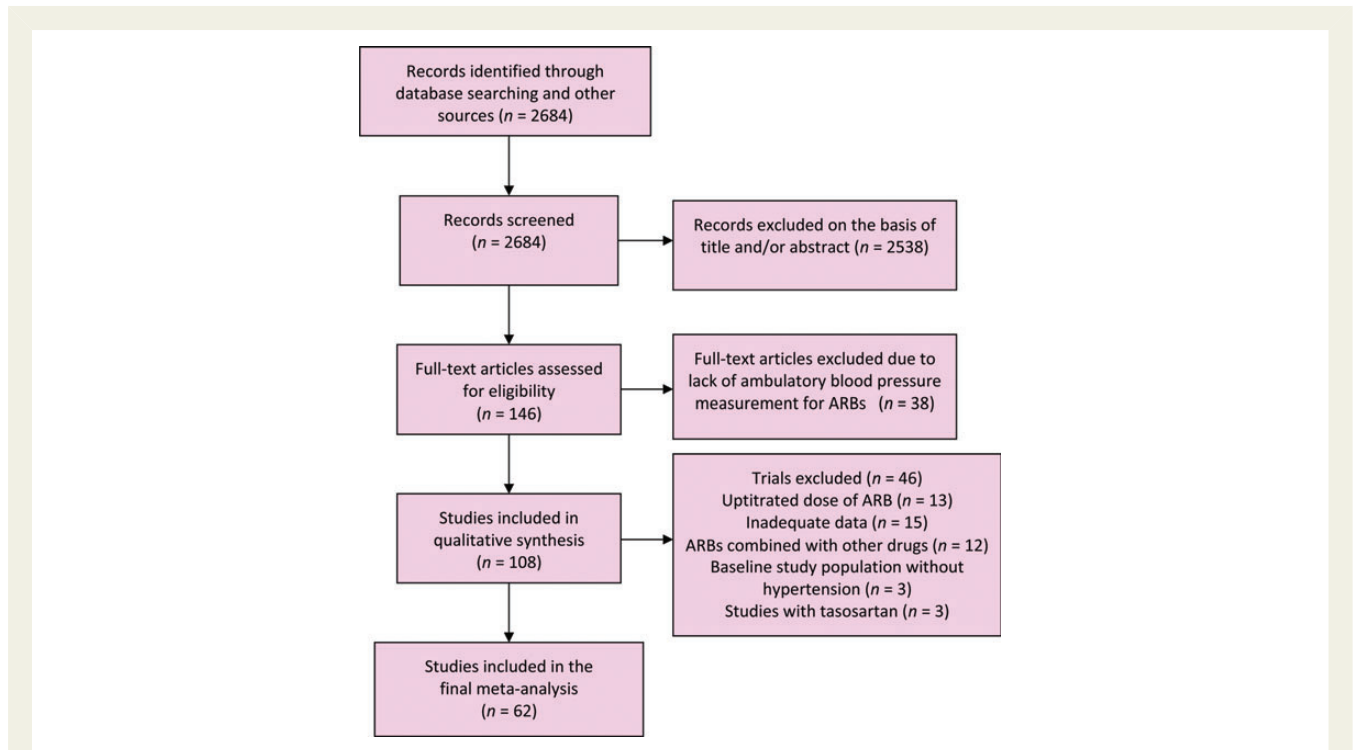 Records identified through
database searching and other
sources (n = 2684)
Records screened
(n = 2684)
Records excluded on the basis of
title and/or abstract (n = 2538)
Full-text articles assessed
for eligibility
(n = 146)
Full-text articles excluded due to
lack of ambulatory blood pressure
measurement for ARBs (n = 38)
Studies included in
qualitative synthesis
(n = 108)
Trials excluded (n = 46)
Uptitrated dose of ARB (n = 13)
Inadequate data (n = 15)
ARBs combined with other drugs (n = 12)
Baseline study population without
hypertension (n = 3)
Studies with tasosartan (n = 3)
Studies included in the
final meta-analysis
(n = 62)